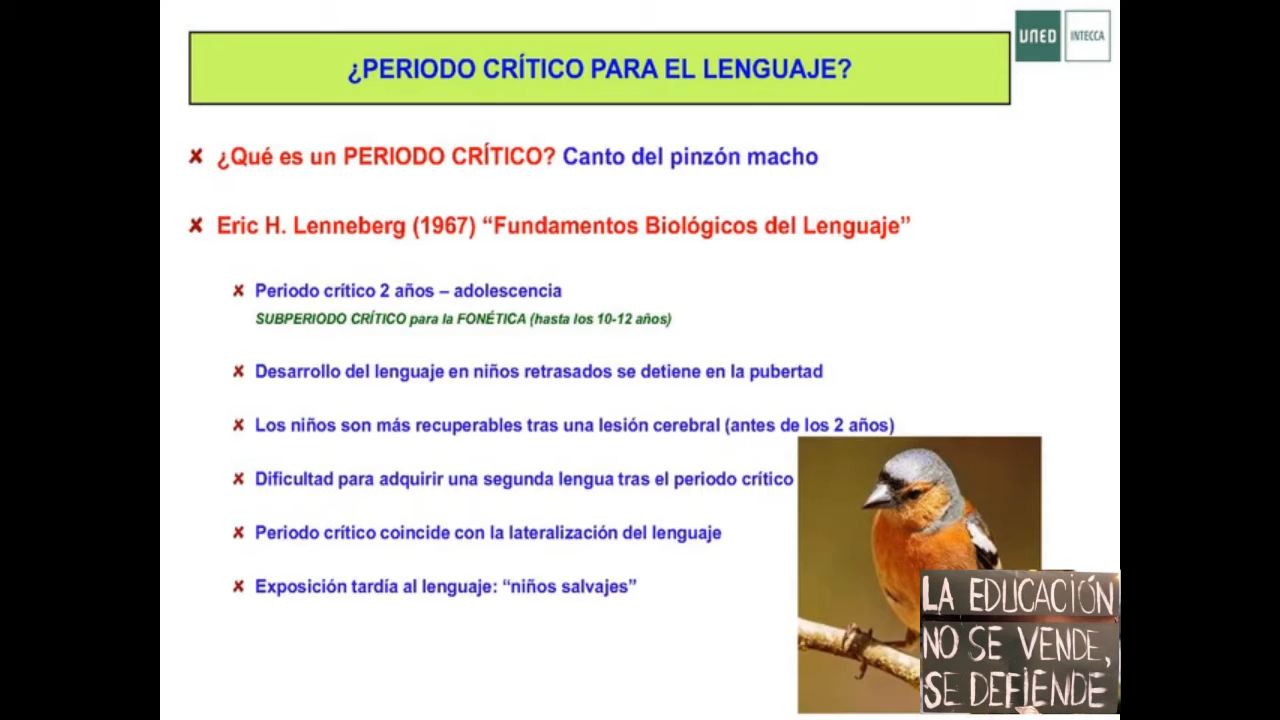 UNED INTECCA
¿PERIODO CRÍTICO PARA EL LENGUAJE?
✘ ¿Qué es un PERIODO CRÍTICO? Canto del pinzón macho
✘ Eric H. Lenneberg (1967) “Fundamentos Biológicos del Lenguaje”
✘ Periodo crítico 2 años – adolescencia
SUBPERIODO CRÍTICO para la FONÉTICA (hasta los 10-12 años)
✘ Desarrollo del lenguaje en niños retrasados se detiene en la pubertad
✘ Los niños son más recuperables tras una lesión cerebral (antes de los 2 años)
✘ Dificultad para adquirir una segunda lengua tras el periodo crítico
✘ Periodo crítico coincide con la lateralización del lenguaje
✘ Exposición tardía al lenguaje: “niños salvajes”
LA EDUCACIÓN
NO SE VENDE,
SE DEFIENDE